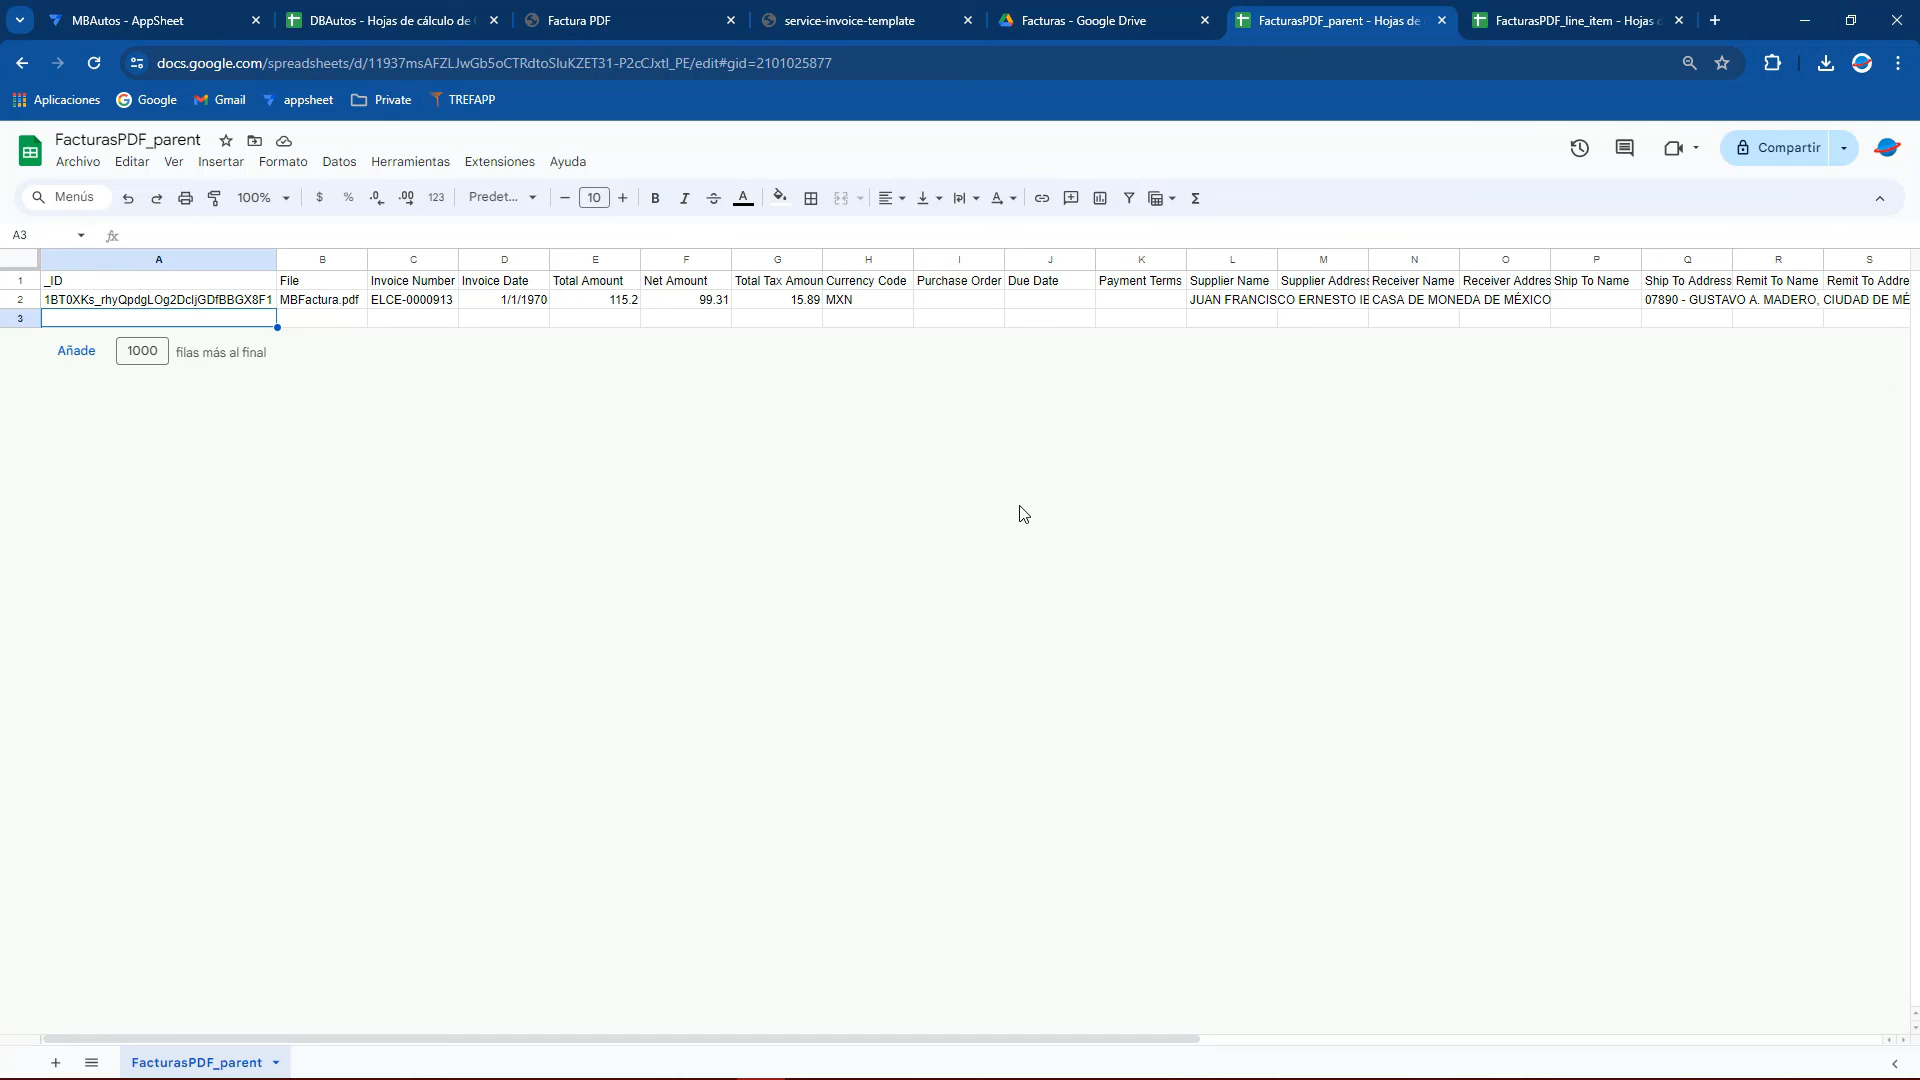 MBAutos - AppSheet
DBAutos - Hojas de cálculo de
Factura PDF
service-invoice-template
Facturas - Google Drive
FacturasPDF_parent - Hojas de
FacturasPDF_line_item - Hojas
docs.google.com/spreadsheets/d/11937msAFZLJwGb5oCTRdtoSluKZET31-P2cCJxtl_PE/edit#gid=2101025877
Aplicaciones
Google
Gmail
appsheet
Private
TREFAPP
FacturasPDF_parent
Archivo
Editar
Ver
Insertar
Formato
Datos
Herramientas
Extensiones
Ayuda
Compartir
Menús
100%
$
%
.0
.00
123
Predet...
10
B
I
A
Σ
A3
fx
A B C D E F G H I J K L M N O P Q R S
1 _ID File Invoice Number Invoice Date Total Amount Net Amount Total Tax Amoun Currency Code Purchase Order Due Date Payment Terms Supplier Name Supplier Address Receiver Name Receiver Addres Ship To Name Ship To Address Remit To Name Remit To Addre
2 1BT0XKs_rhyQpdgLOg2DcIjGDfBBGX8F1 MBFactura.pdf ELCE-0000913 1/1/1970 115.2 99.31 15.89 MXN JUAN FRANCISCO ERNESTO IE CASA DE MONEDA DE MÉXICO 07890 - GUSTAVO A. MADERO, CIUDAD DE MÉ
3
Añade 1000 filas más al final
FacturasPDF_parent